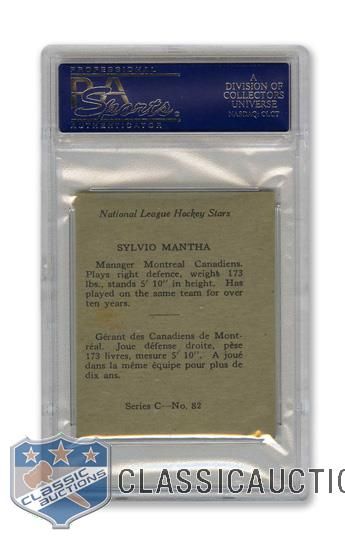 PROFESSIONAL
PSA
Sports
AUTHENTICATOR
A
DIVISION OF
COLLECTORS
UNIVERSE
NASDAQ: CLCT
National League Hockey Stars
SYLVIO MANTHA
Manager Montreal Canadiens.
Plays right defence, weighs 173
lbs., stands 5' 10" in height. Has
played on the same team for over
ten years.
Gérant des Canadiens de Mont-
réal. Joue défense droite, pèse
173 livres, mesure 5' 10". A joué
dans la même équipe pour plus de
dix ans.
Series C—No. 82
CLASSIC
AUCTIONS
CLASSICAUCTIO